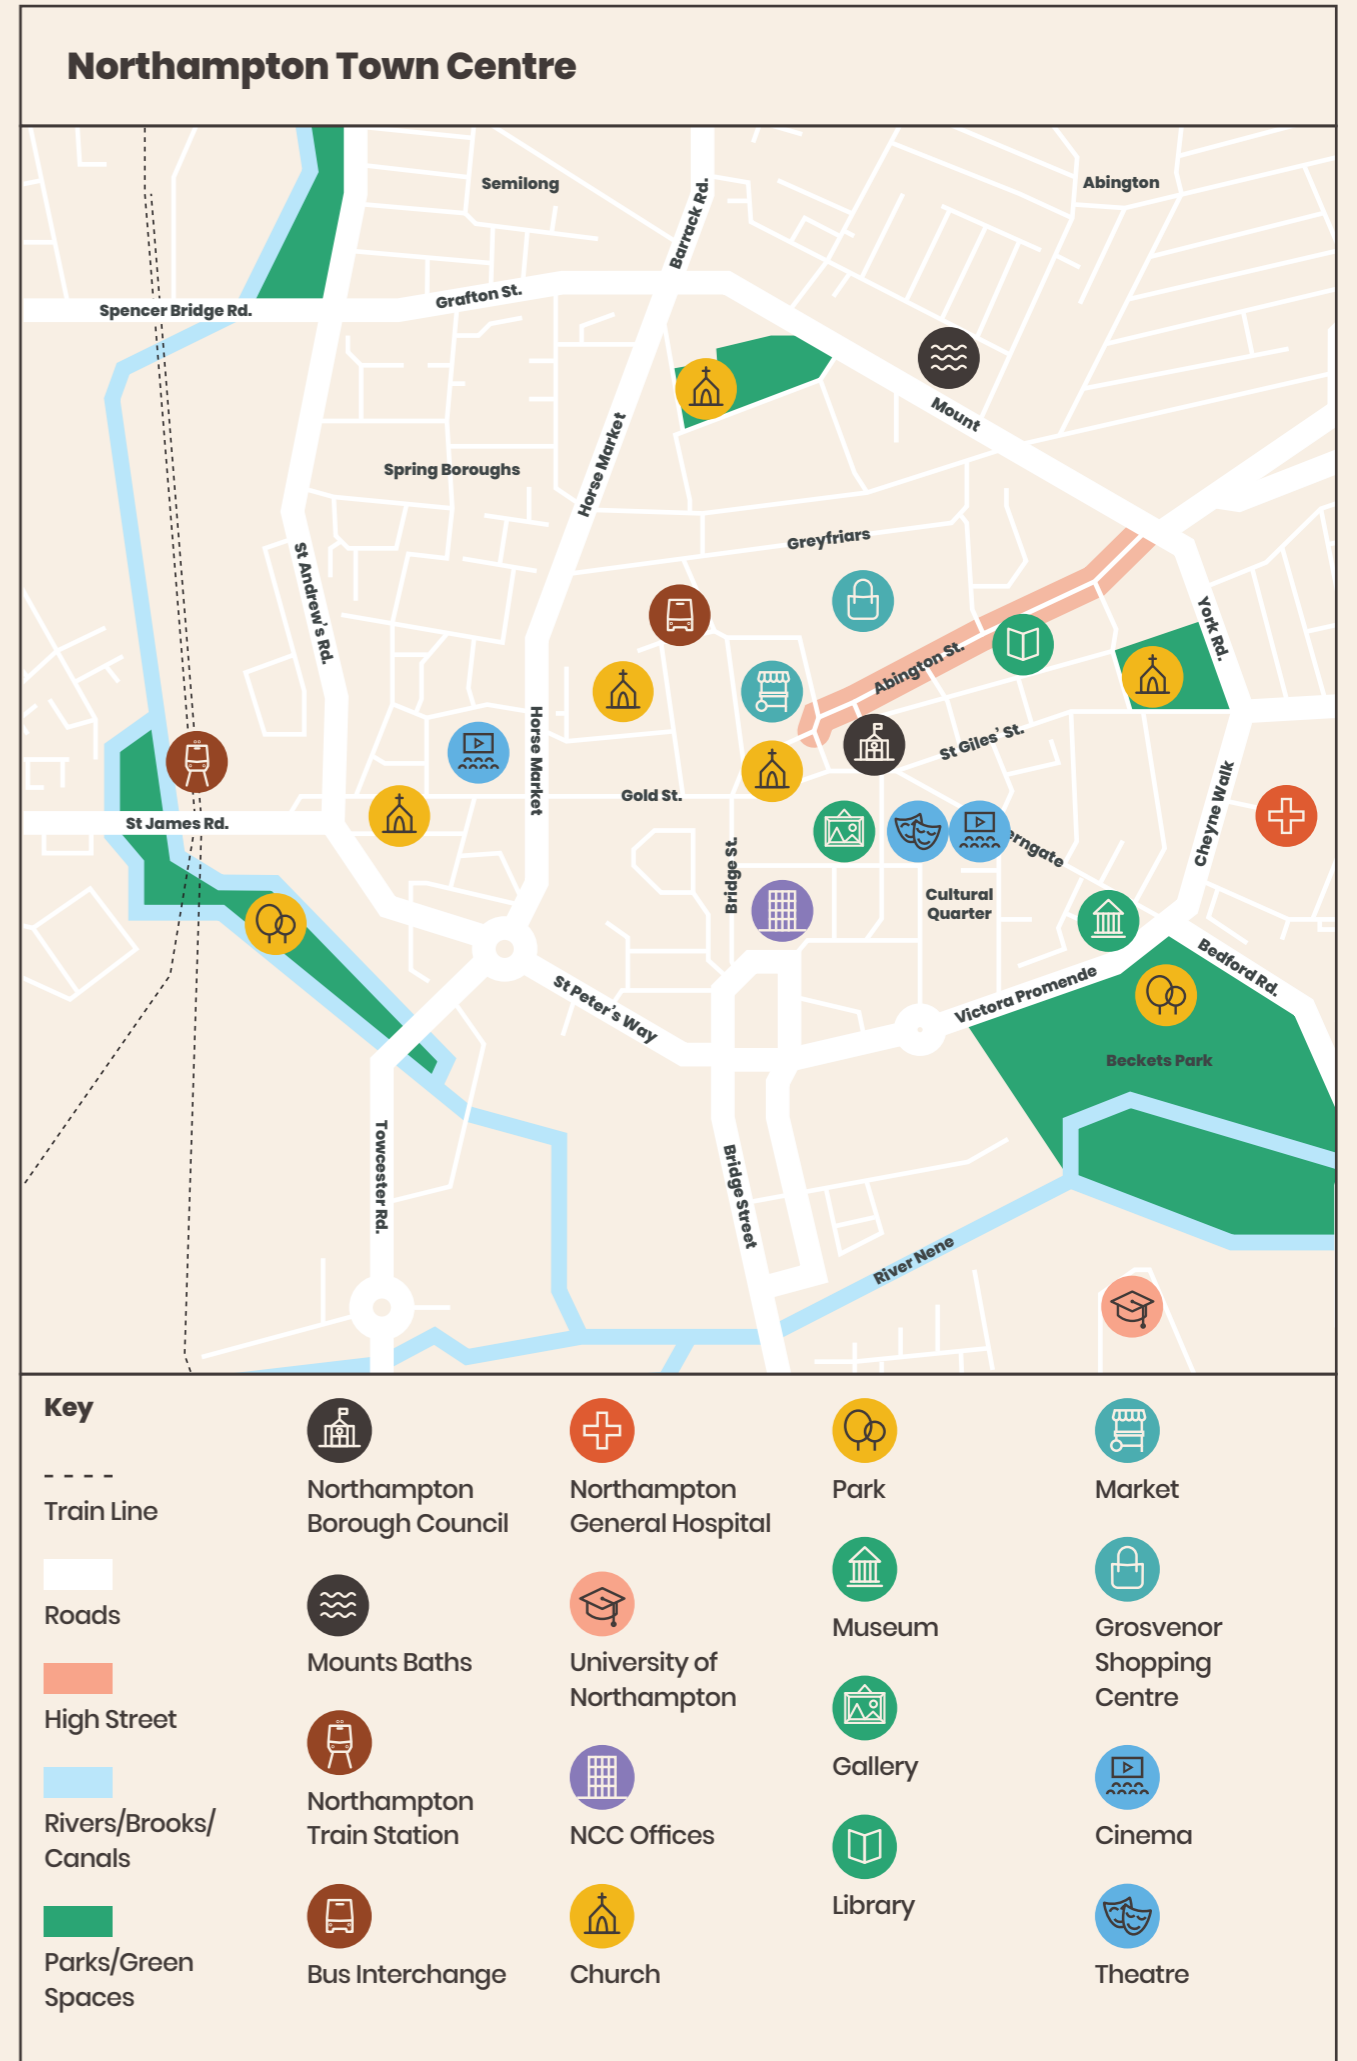 Northampton Town Centre
Semilong
Barrack Rd.
Abington
Spencer Bridge Rd.
Grafton St.
Mount
Horse Market
Spring Boroughs
Greyfriars
St Andrew's Rd.
York Rd.
Abington St.
Horse Market
St Giles' St.
Gold St.
Cheyne Walk
St James Rd.
erngate
Bridge St.
Cultural
Quarter
Bedford Rd.
St Peter's Way
Victora Promende
Beckets Park
Towcester Rd.
Bridge Street
River Nene
Key
Train Line
Roads
High Street
Rivers/Brooks/
Canals
Parks/Green
Spaces
Northampton
Borough Council
Mounts Baths
Northampton
Train Station
Bus Interchange
Northampton
General Hospital
University of
Northampton
NCC Offices
Church
Park
Museum
Gallery
Library
Market
Grosvenor
Shopping
Centre
Cinema
Theatre